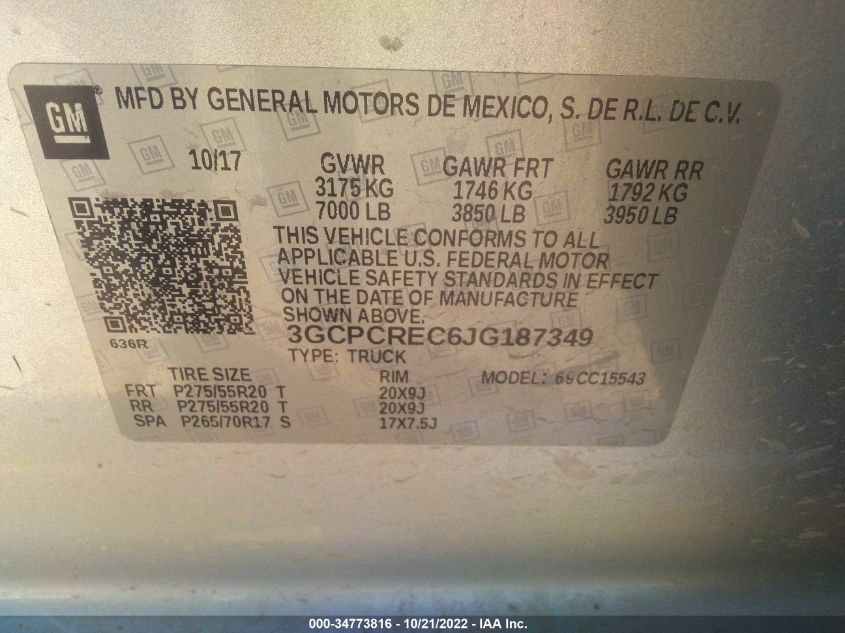 GM ® MFD BY GENERAL MOTORS DE MEXICO, S. DE R.L. DE C.V.
10/17 GVWR GAWR FRT GAWR RR
3175 KG 1746 KG 1792 KG
7000 LB 3850 LB 3950 LB
THIS VEHICLE CONFORMS TO ALL
APPLICABLE U.S. FEDERAL MOTOR
VEHICLE SAFETY STANDARDS IN EFFECT
ON THE DATE OF MANUFACTURE
SHOWN ABOVE.
3GCPCREC6JG187349
636R
TYPE: TRUCK
TIRE SIZE RIM MODEL: 69CC15543
FRT P275/55R20 T 20X9J
RR P275/55R20 T 20X9J
SPA P265/70R17 S 17X7.5J
000-34773816 - 10/21/2022 - IAA Inc.